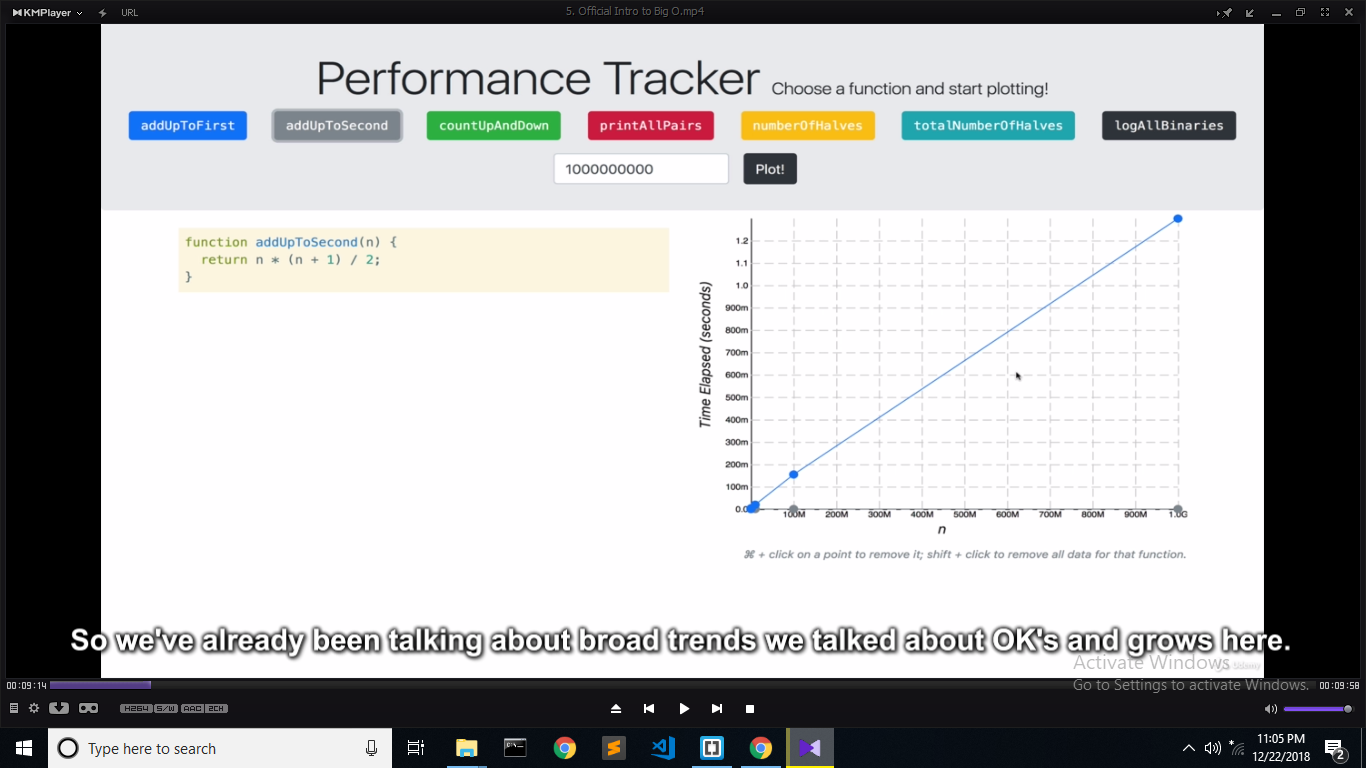 KMPlayer URL 5. Official Intro to Big O.mp4
Performance Tracker Choose a function and start plotting!
addUpToFirst addUpToSecond countUpAndDown printAllPairs numberOfHalves totalNumberOfHalves logAllBinaries
1000000000 Plot!
function addUpToSecond(n) {
return n * (n + 1) / 2;
}
Time Elapsed (seconds)
1.2
1.1
1.0
900m
800m
700m
600m
500m
400m
300m
200m
100m
0.0
100M 200M 300M 400M 500M 600M 700M 800M 900M 1.0G
n
⌘ + click on a point to remove it; shift + click to remove all data for that function.
So we've already been talking about broad trends we talked about OK's and grows here.
Activate Windows
Udemy
Go to Settings to activate Windows.
00:09:14 00:09:58
H264 S/W AAC 2CH
Type here to search
11:05 PM
12/22/2018
2